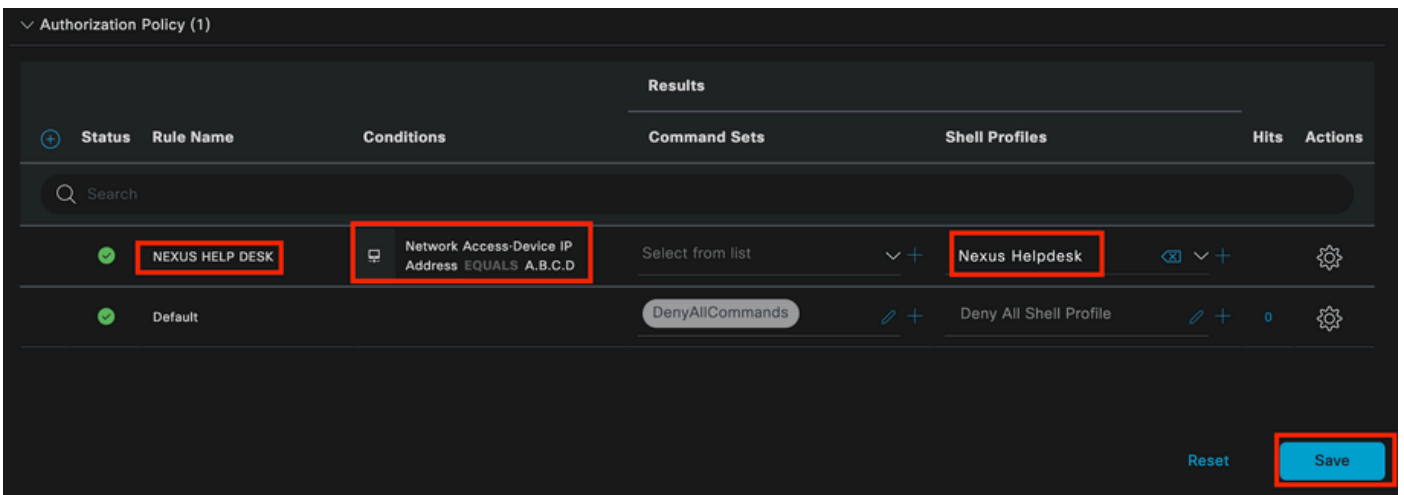 Authorization Policy (1)
Results
Status Rule Name Conditions Command Sets Shell Profiles Hits Actions
Search
NEXUS HELP DESK
Network Access·Device IP
Address EQUALS A.B.C.D
Select from list
Nexus Helpdesk
Default
DenyAllCommands
Deny All Shell Profile
0
Reset
Save